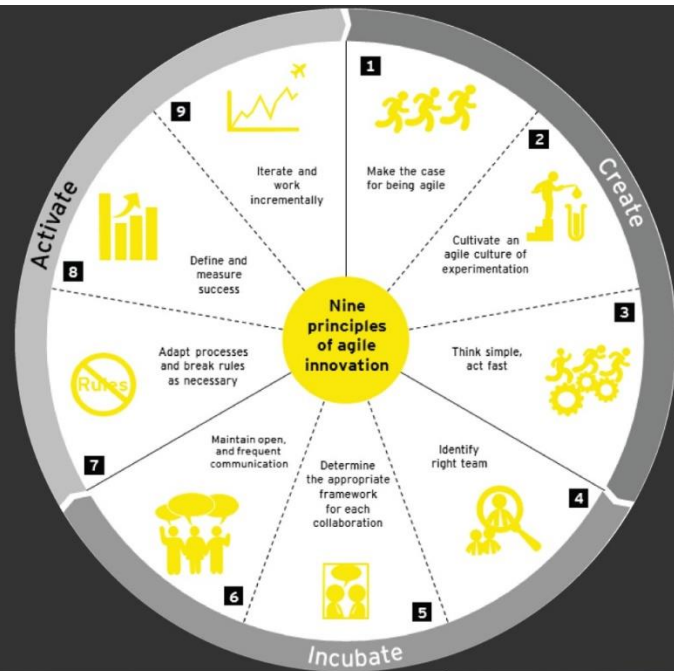 Nine
principles
of agile
innovation
Create
1
Make the case
for being agile
2
Cultivate an
agile culture of
experimentation
3
Think simple,
act fast
Incubate
4
Identify
right team
5
Determine
the appropriate
framework
for each
collaboration
6
Maintain open,
and frequent
communication
Activate
7
Rules
Adapt processes
and break rules
as necessary
8
Define and
measure
success
9
Iterate and
work
incrementally